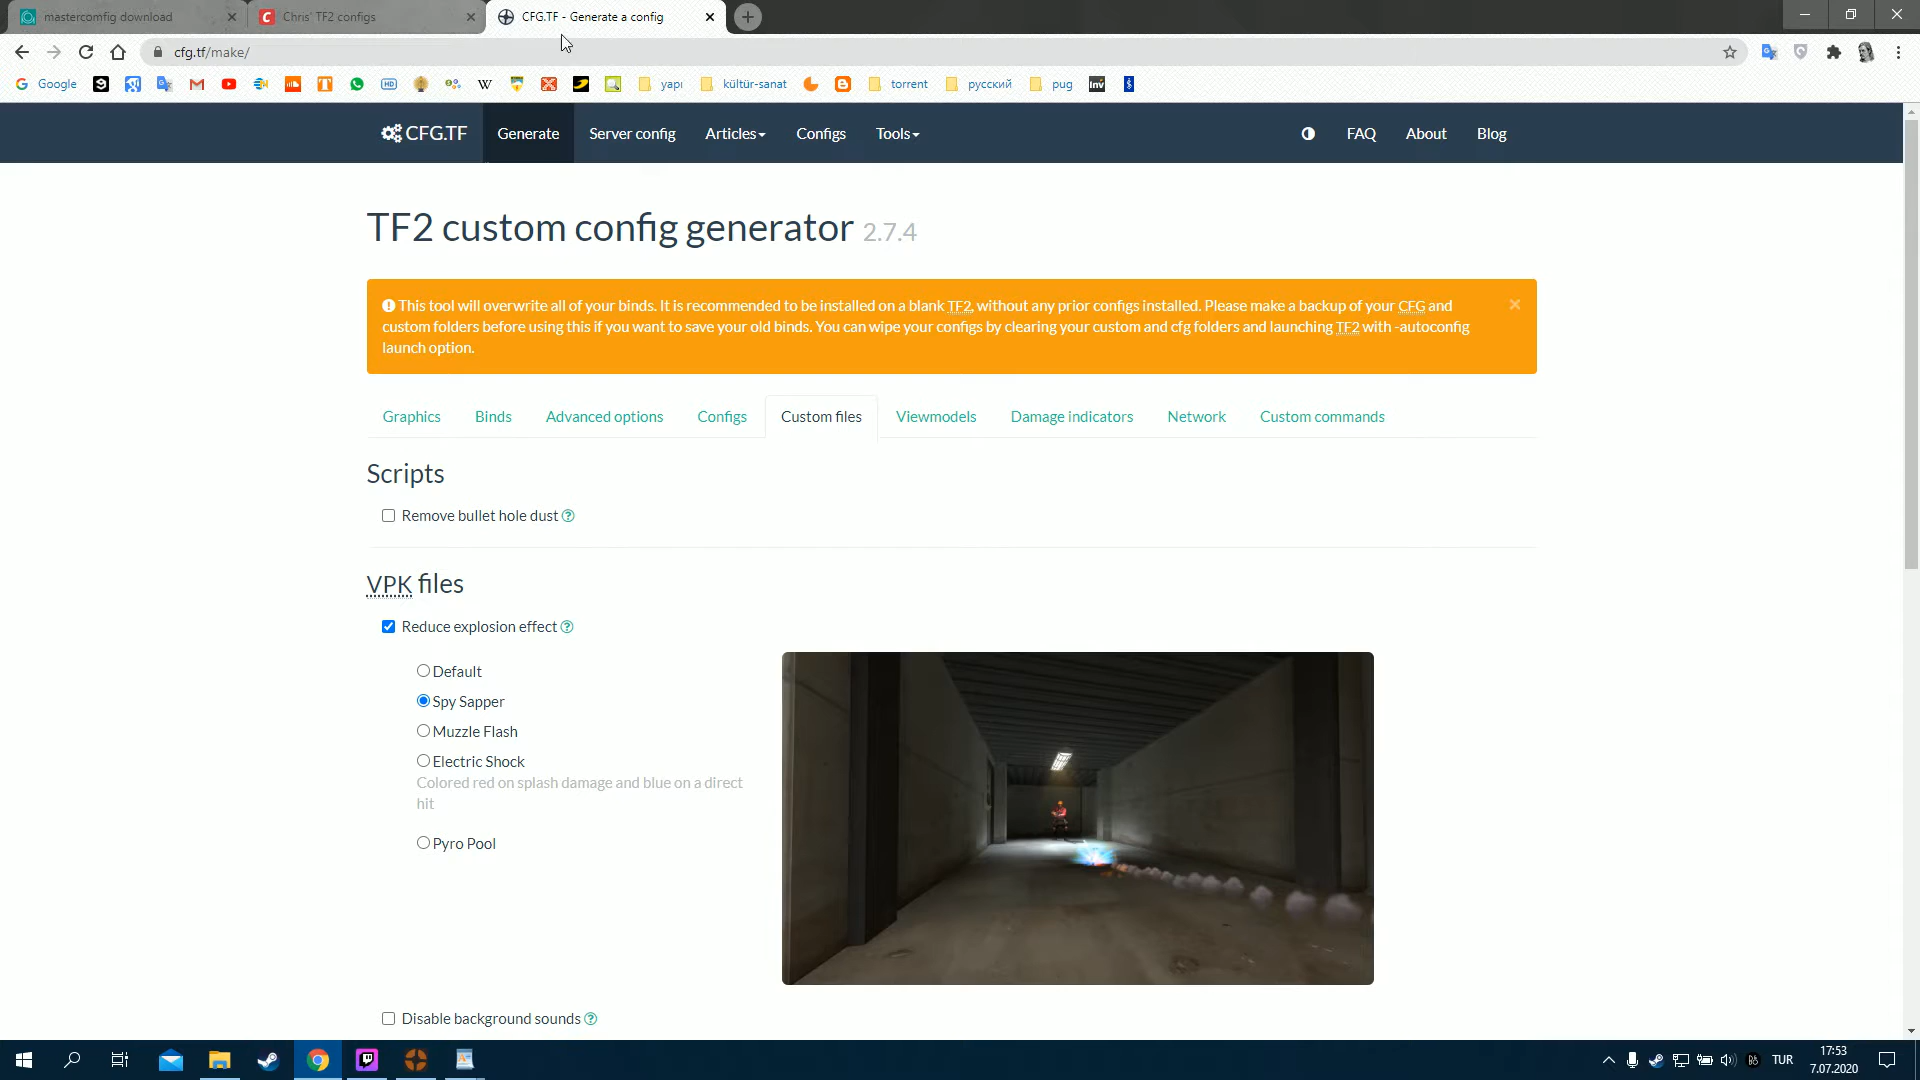 mastercomfig download
Chris' TF2 configs
CFG.TF - Generate a config
cfg.tf/make/
Google
yapı
kültür-sanat
torrent
русский
pug
inv
CFG.TF
Generate
Server config
Articles
Configs
Tools
FAQ
About
Blog
TF2 custom config generator 2.7.4
This tool will overwrite all of your binds. It is recommended to be installed on a blank TF2, without any prior configs installed. Please make a backup of your CFG and
custom folders before using this if you want to save your old binds. You can wipe your configs by clearing your custom and cfg folders and launching TF2 with -autoconfig
launch option.
Graphics
Binds
Advanced options
Configs
Custom files
Viewmodels
Damage indicators
Network
Custom commands
Scripts
Remove bullet hole dust
VPK files
Reduce explosion effect
Default
Spy Sapper
Muzzle Flash
Electric Shock
Colored red on splash damage and blue on a direct
hit
Pyro Pool
Disable background sounds
TUR
17:53
7.07.2020